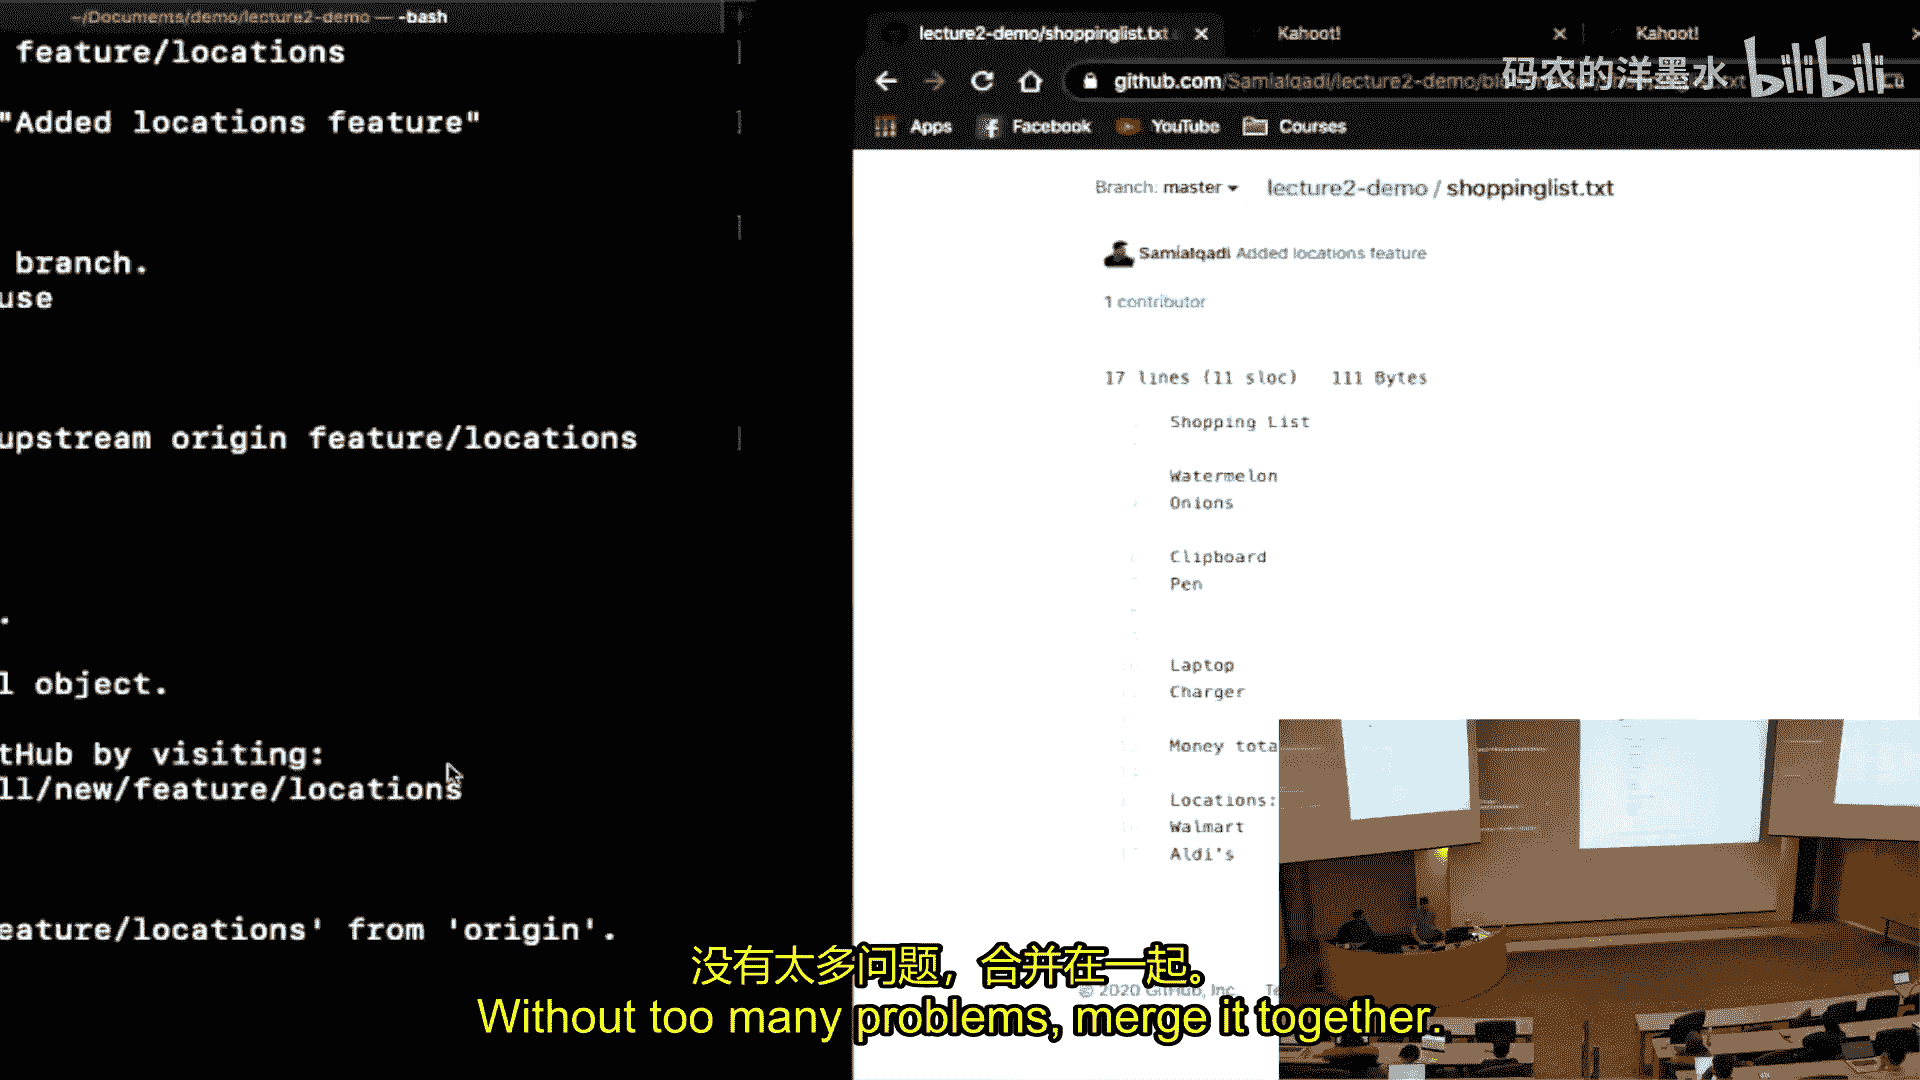 ~/Documents/demo/lecture2-demo — -bash
feature/locations
"Added locations feature"
branch.
use
upstream origin feature/locations
.
l object.
tHub by visiting:
ll/new/feature/locations
eature/locations' from 'origin'.
lecture2-demo/shoppinglist.txt
Kahoot!
Kahoot!
github.com/Samialqadi/lecture2-demo/
码农的洋墨水 bilibili
Apps Facebook YouTube Courses
Branch: master lecture2-demo / shoppinglist.txt
Samialqadi Added locations feature
1 contributor
17 lines (11 sloc) 111 Bytes
Shopping List
Watermelon
Onions
Clipboard
Pen
Laptop
Charger
Money tota
Locations:
Walmart
Aldi's
© 2020 GitHub, Inc.
没有太多问题，合并在一起。
Without too many problems, merge it together.